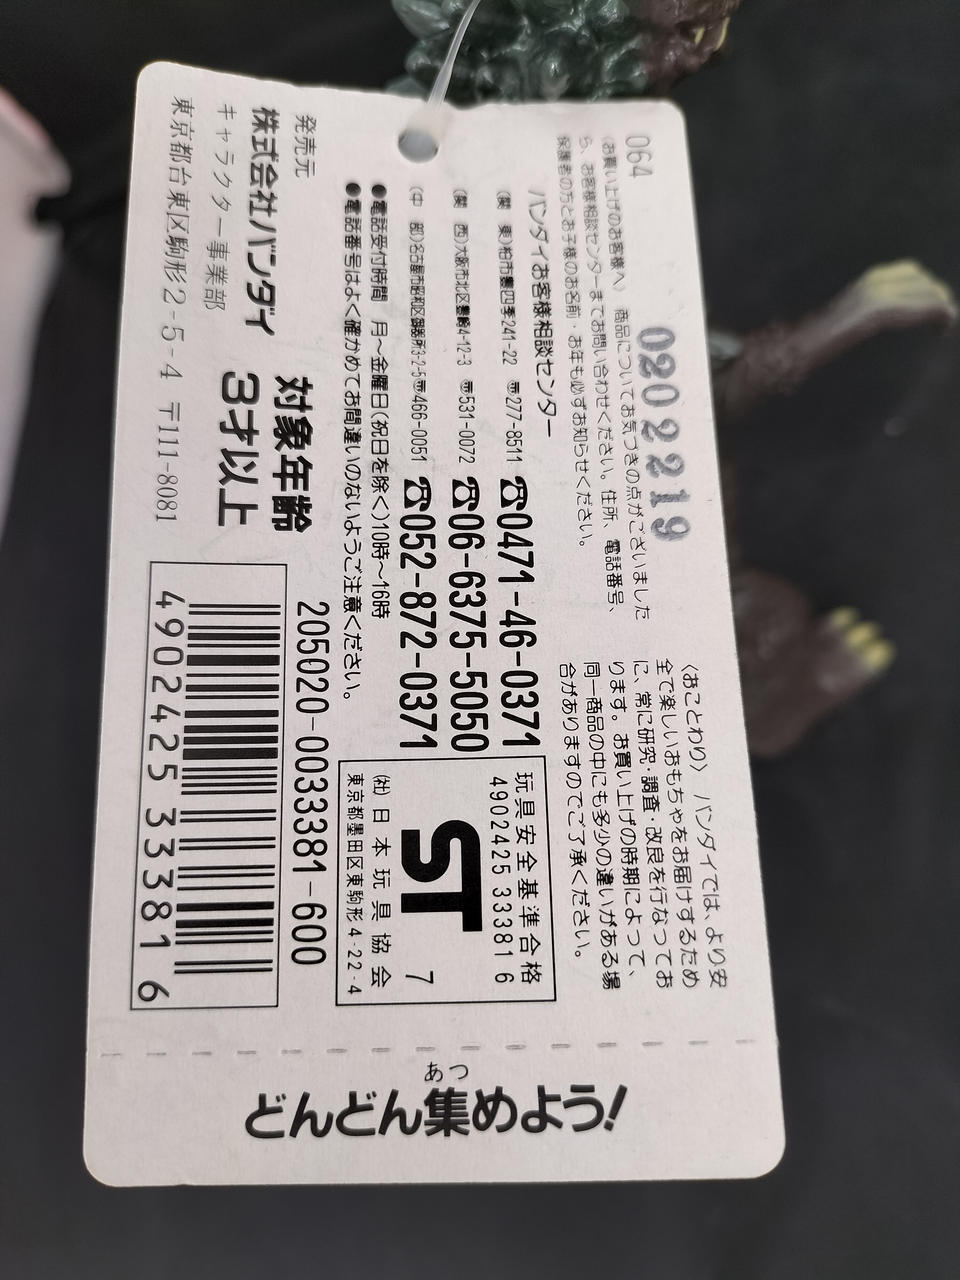 064
0202219
〈お買い上げのお客様へ〉 商品についてお気づきの点がございました
ら、お客様相談センターまでお問い合わせください。住所、電話番号、
保護者の方とお子様のお名前・お年も必ずお知らせください。
バンダイお客様相談センター
(関 東)柏市豊四季241-22 〠277-8511 ☎0471-46-0371
(関 西)大阪市北区豊崎4-12-3 〠531-0072 ☎06-6375-5050
(中 部)名古屋市昭和区御器所3-2-5〠466-0051 ☎052-872-0371
●電話受付時間 月〜金曜日(祝日を除く)10時〜16時
●電話番号はよく確かめてお間違いのないようご注意ください。
〈おことわり〉 バンダイでは、より安
全で楽しいおもちゃをお届けするため
に、常に研究・調査・改良を行なってお
ります。お買い上げの時期によって、
同一商品の中にも多少の違いがある場
合がありますのでご了承ください。
玩具安全基準合格
4902425 333816
ST 7
(社)日本玩具協会
東京都墨田区東駒形4-22-4
発売元
株式会社バンダイ
キャラクター事業部
東京都台東区駒形2-5-4 〒111-8081
対象年齢
3才以上
205020-0033381-600
4902425333816
あつ
どんどん集めよう!